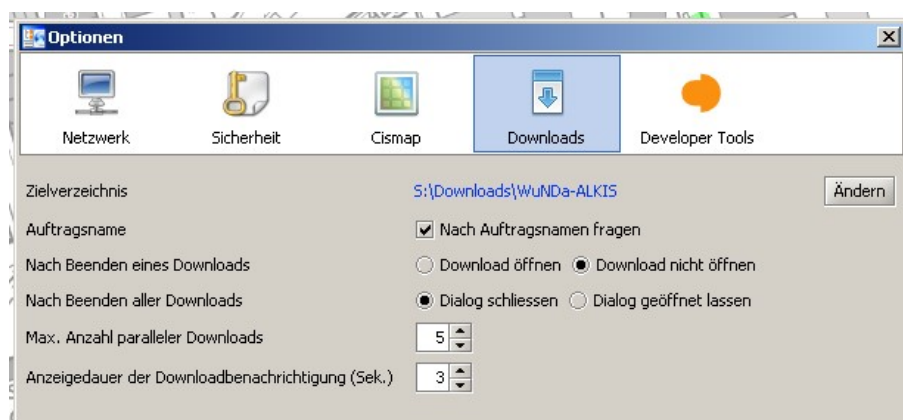 Optionen
Netzwerk Sicherheit Cismap Downloads Developer Tools
Zielverzeichnis S:\Downloads\WuNDa-ALKIS Ändern
Auftragsname Nach Auftragsnamen fragen
Nach Beenden eines Downloads Download öffnen Download nicht öffnen
Nach Beenden aller Downloads Dialog schliessen Dialog geöffnet lassen
Max. Anzahl paralleler Downloads 5
Anzeigedauer der Downloadbenachrichtigung (Sek.) 3